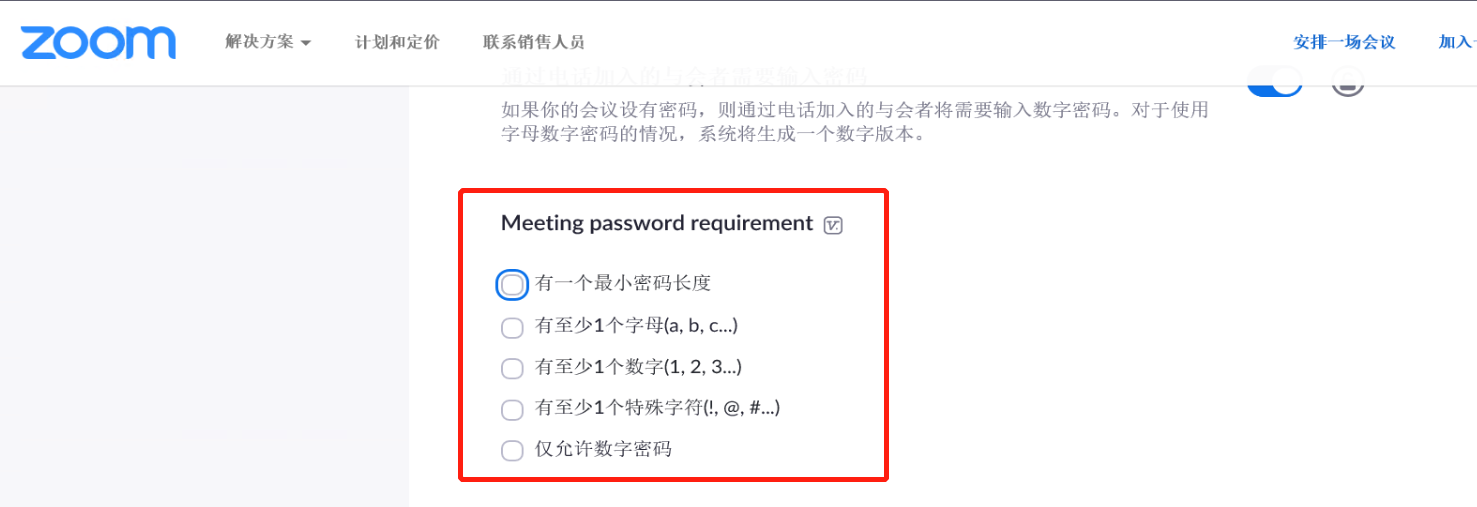 zoom
解决方案
计划和定价
联系销售人员
安排一场会议
加入
通过电话加入的与会者需要输入密码
如果你的会议设有密码，则通过电话加入的与会者将需要输入数字密码。对于使用
字母数字密码的情况，系统将生成一个数字版本。
Meeting password requirement
有一个最小密码长度
有至少1个字母(a, b, c...)
有至少1个数字(1, 2, 3...)
有至少1个特殊字符(!, @, #...)
仅允许数字密码